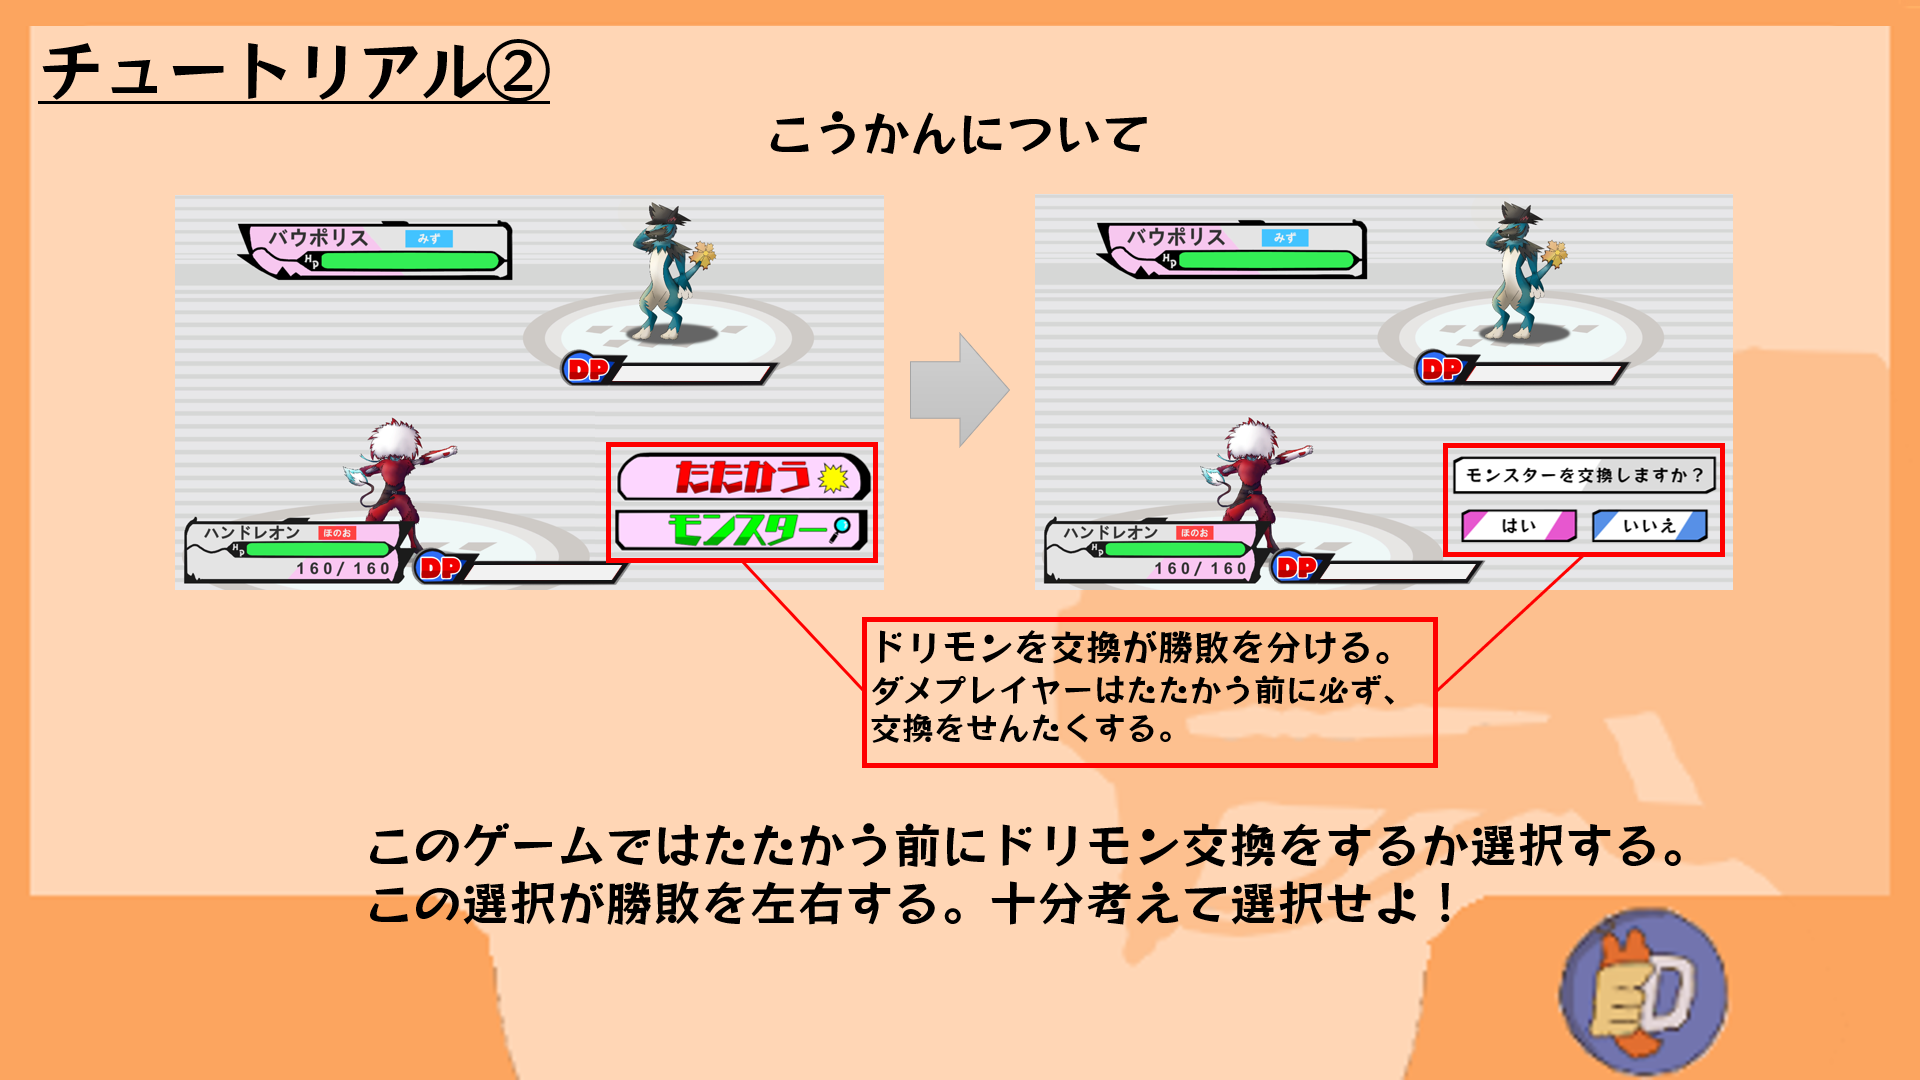 チュートリアル②
こうかんについて
バウポリス みず
HP
DP
たたかう
モンスター
ハンドレオン ほのお
HP
160/160
DP
バウポリス みず
HP
DP
モンスターを交換しますか？
はい いいえ
ハンドレオン ほのお
HP
160/160
DP
ドリモンを交換が勝敗を分ける。
ダメプレイヤーはたたかう前に必ず、
交換をせんたくする。
このゲームではたたかう前にドリモン交換をするか選択する。
この選択が勝敗を左右する。十分考えて選択せよ！
ED